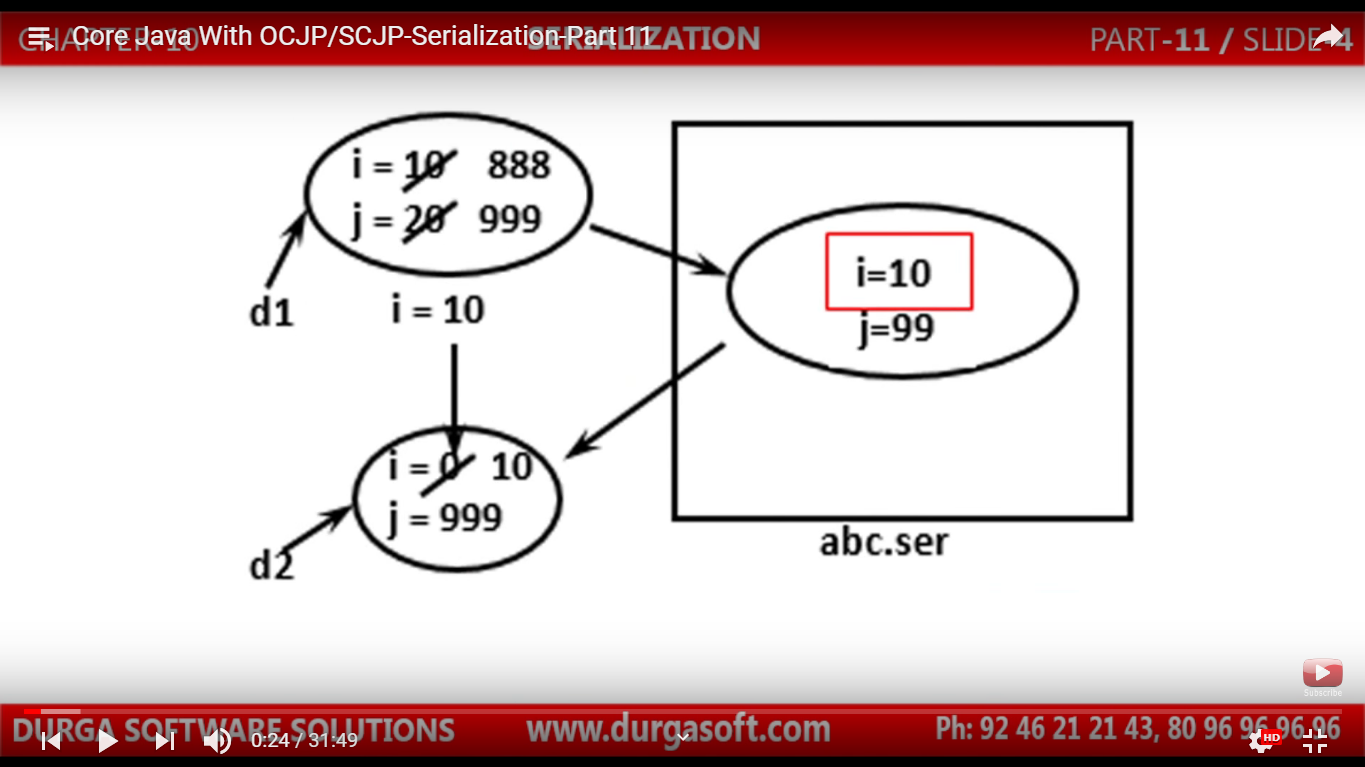 CHAPTER-10
Core Java With OCJP/SCJP-Serialization-Part 11
SERIALIZATION
PART-11 / SLIDE-4
i = 10 888
j = 20 999
d1
i = 10
i=10
j=99
i = 0 10
j = 999
d2
abc.ser
Subscribe
DURGA SOFTWARE SOLUTIONS
www.durgasoft.com
Ph: 92 46 21 21 43, 80 96 96 96 96
0:24 / 31:49
HD